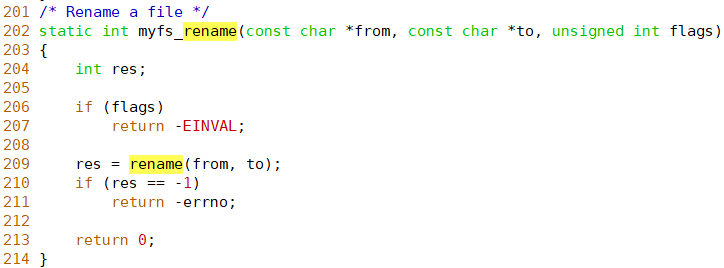 201 /* Rename a file */
202 static int myfs_rename(const char *from, const char *to, unsigned int flags)
203 {
204     int res;
205
206     if (flags)
207         return -EINVAL;
208
209     res = rename(from, to);
210     if (res == -1)
211         return -errno;
212
213     return 0;
214 }